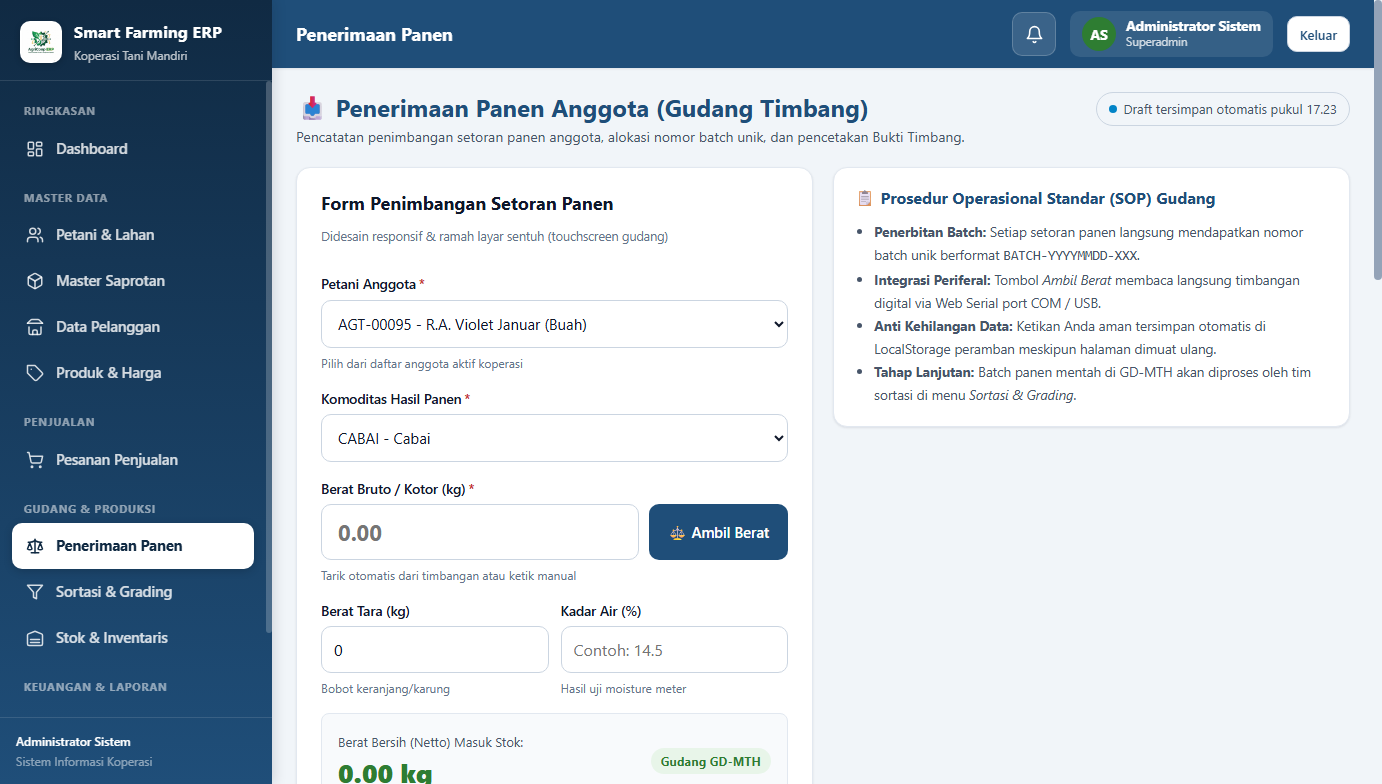 Smart Farming ERP
Koperasi Tani Mandiri
RINGKASAN
Dashboard
MASTER DATA
Petani & Lahan
Master Saprotan
Data Pelanggan
Produk & Harga
PENJUALAN
Pesanan Penjualan
GUDANG & PRODUKSI
Penerimaan Panen
Sortasi & Grading
Stok & Inventaris
KEUANGAN & LAPORAN
Administrator Sistem
Sistem Informasi Koperasi
Penerimaan Panen
AS
Administrator Sistem
Superadmin
Keluar
Penerimaan Panen Anggota (Gudang Timbang)
Pencatatan penimbangan setoran panen anggota, alokasi nomor batch unik, dan pencetakan Bukti Timbang.
Draft tersimpan otomatis pukul 17.23
Form Penimbangan Setoran Panen
Didesain responsif & ramah layar sentuh (touchscreen gudang)
Petani Anggota *
AGT-00095 - R.A. Violet Januar (Buah)
Pilih dari daftar anggota aktif koperasi
Komoditas Hasil Panen *
CABAI - Cabai
Berat Bruto / Kotor (kg) *
0.00
Ambil Berat
Tarik otomatis dari timbangan atau ketik manual
Berat Tara (kg)
0
Bobot keranjang/karung
Kadar Air (%)
Contoh: 14.5
Hasil uji moisture meter
Berat Bersih (Netto) Masuk Stok:
0.00 kg
Gudang GD-MTH
Prosedur Operasional Standar (SOP) Gudang
Penerbitan Batch: Setiap setoran panen langsung mendapatkan nomor
batch unik berformat BATCH-YYYYMMDD-XXX.
Integrasi Periferal: Tombol Ambil Berat membaca langsung timbangan
digital via Web Serial port COM / USB.
Anti Kehilangan Data: Ketikan Anda aman tersimpan otomatis di
LocalStorage peramban meskipun halaman dimuat ulang.
Tahap Lanjutan: Batch panen mentah di GD-MTH akan diproses oleh tim
sortasi di menu Sortasi & Grading.